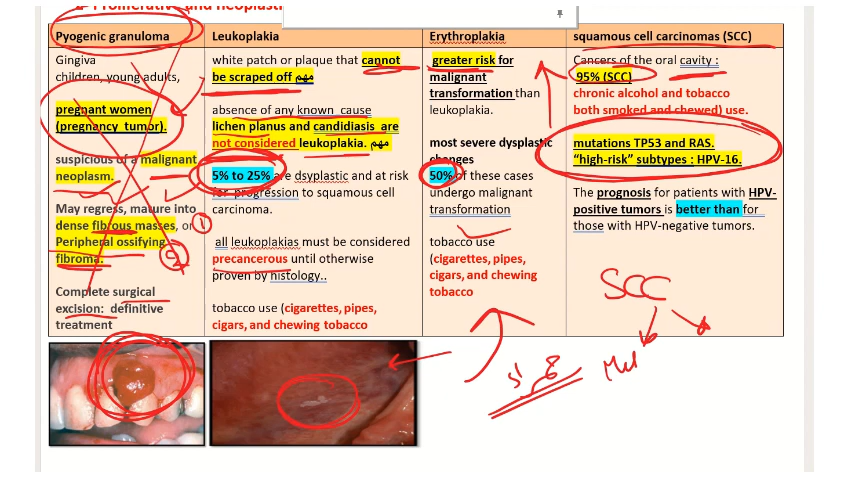 Proliferative and neoplasti
Pyogenic granuloma
Gingiva
children, young adults,
pregnant women
(pregnancy tumor).
suspicious of a malignant
neoplasm.
May regress, mature into
dense fibrous masses, or
Peripheral ossifying
fibroma.
Complete surgical
excision: definitive
treatment
Leukoplakia
white patch or plaque that cannot
be scraped off مهم
absence of any known cause
lichen planus and candidiasis are
not considered leukoplakia. مهم
5% to 25% are dsyplastic and at risk
for progression to squamous cell
carcinoma.
all leukoplakias must be considered
precancerous until otherwise
proven by histology..
tobacco use (cigarettes, pipes,
cigars, and chewing tobacco
Erythroplakia
greater risk for
malignant
transformation than
leukoplakia.
most severe dysplastic
changes
50% of these cases
undergo malignant
transformation
tobacco use
(cigarettes, pipes,
cigars, and chewing
tobacco
squamous cell carcinomas (SCC)
Cancers of the oral cavity :
95% (SCC)
chronic alcohol and tobacco
both smoked and chewed) use.
mutations TP53 and RAS.
“high-risk” subtypes : HPV-16.
The prognosis for patients with HPV-
positive tumors is better than for
those with HPV-negative tumors.
1
2
SCC